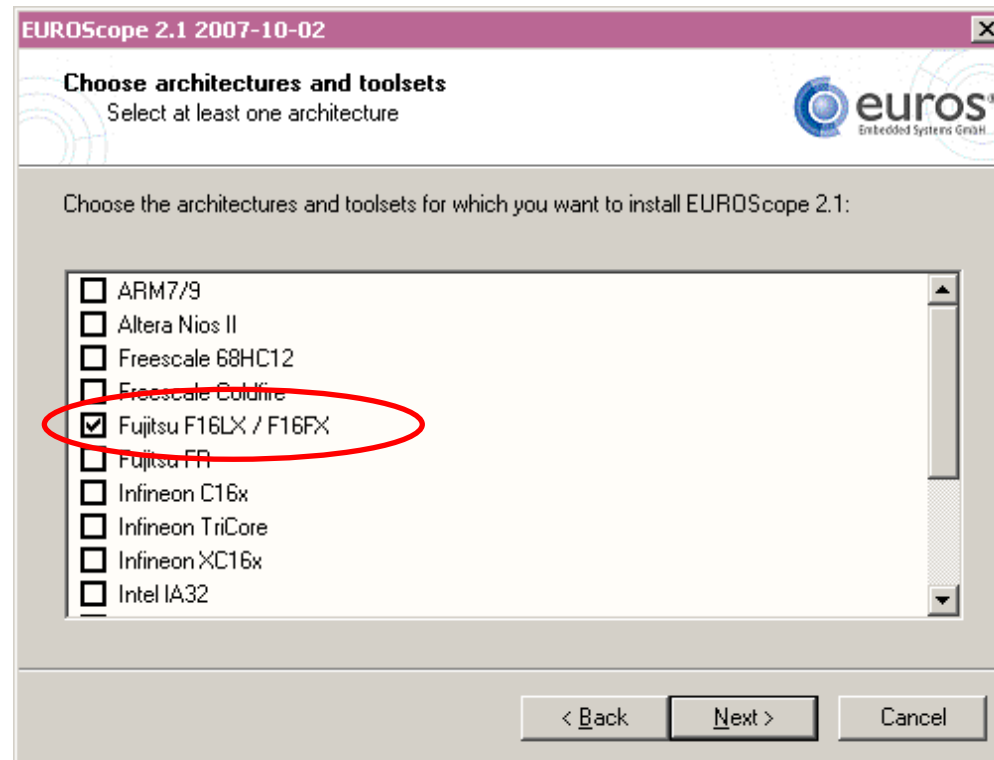 EUROScope 2.1 2007-10-02
Choose architectures and toolsets
Select at least one architecture
euros
Embedded Systems GmbH
Choose the architectures and toolsets for which you want to install EUROScope 2.1:
ARM7/9
Altera Nios II
Freescale 68HC12
Freescale Coldfire
Fujitsu F16LX / F16FX
Fujitsu FR
Infineon C16x
Infineon TriCore
Infineon XC16x
Intel IA32
< Back
Next >
Cancel